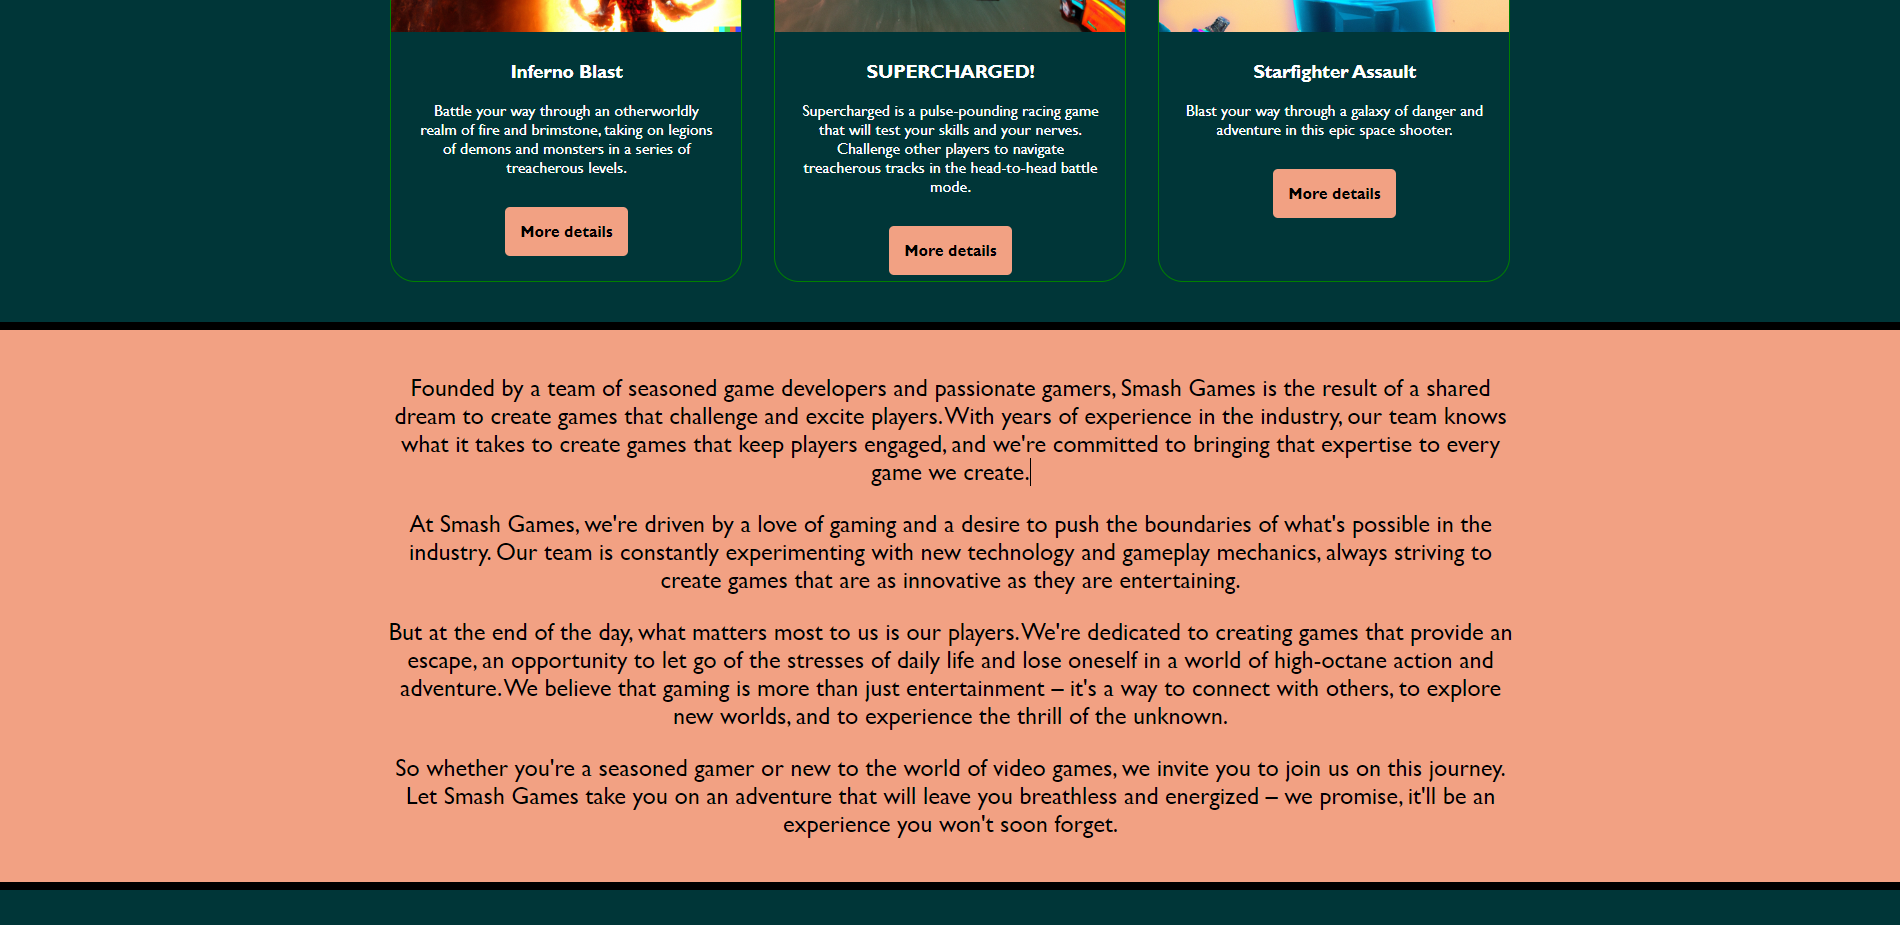 Inferno Blast
Battle your way through an otherworldly
realm of fire and brimstone, taking on legions
of demons and monsters in a series of
treacherous levels.
More details
SUPERCHARGED!
Supercharged is a pulse-pounding racing game
that will test your skills and your nerves.
Challenge other players to navigate
treacherous tracks in the head-to-head battle
mode.
More details
Starfighter Assault
Blast your way through a galaxy of danger and
adventure in this epic space shooter.
More details
Founded by a team of seasoned game developers and passionate gamers, Smash Games is the result of a shared
dream to create games that challenge and excite players. With years of experience in the industry, our team knows
what it takes to create games that keep players engaged, and we're committed to bringing that expertise to every
game we create.
At Smash Games, we're driven by a love of gaming and a desire to push the boundaries of what's possible in the
industry. Our team is constantly experimenting with new technology and gameplay mechanics, always striving to
create games that are as innovative as they are entertaining.
But at the end of the day, what matters most to us is our players. We're dedicated to creating games that provide an
escape, an opportunity to let go of the stresses of daily life and lose oneself in a world of high-octane action and
adventure. We believe that gaming is more than just entertainment – it's a way to connect with others, to explore
new worlds, and to experience the thrill of the unknown.
So whether you're a seasoned gamer or new to the world of video games, we invite you to join us on this journey.
Let Smash Games take you on an adventure that will leave you breathless and energized – we promise, it'll be an
experience you won't soon forget.